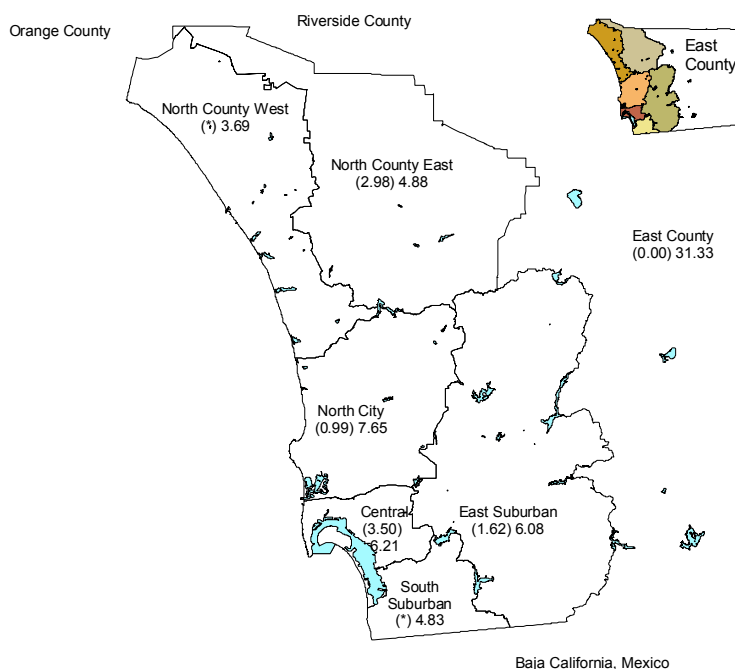 Riverside County
Orange County
East
County
North County West
(*) 3.69
North County East
(2.98) 4.88
East County
(0.00) 31.33
North City
(0.99) 7.65
Central
(3.50)
6.21
East Suburban
(1.62) 6.08
South
Suburban
(*) 4.83
Baja California, Mexico